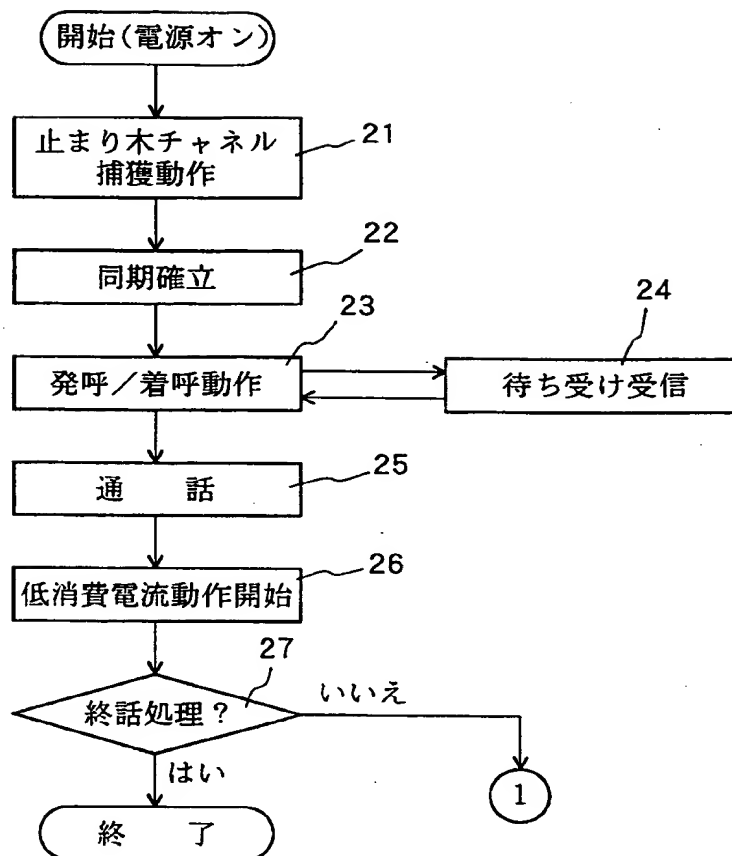 開始(電源オン)
止まり木チャネル
捕獲動作
21
同期確立
22
発呼/着呼動作
23
待ち受け受信
24
通 話
25
低消費電流動作開始
26
終話処理?
27
いいえ
はい
1
終 了